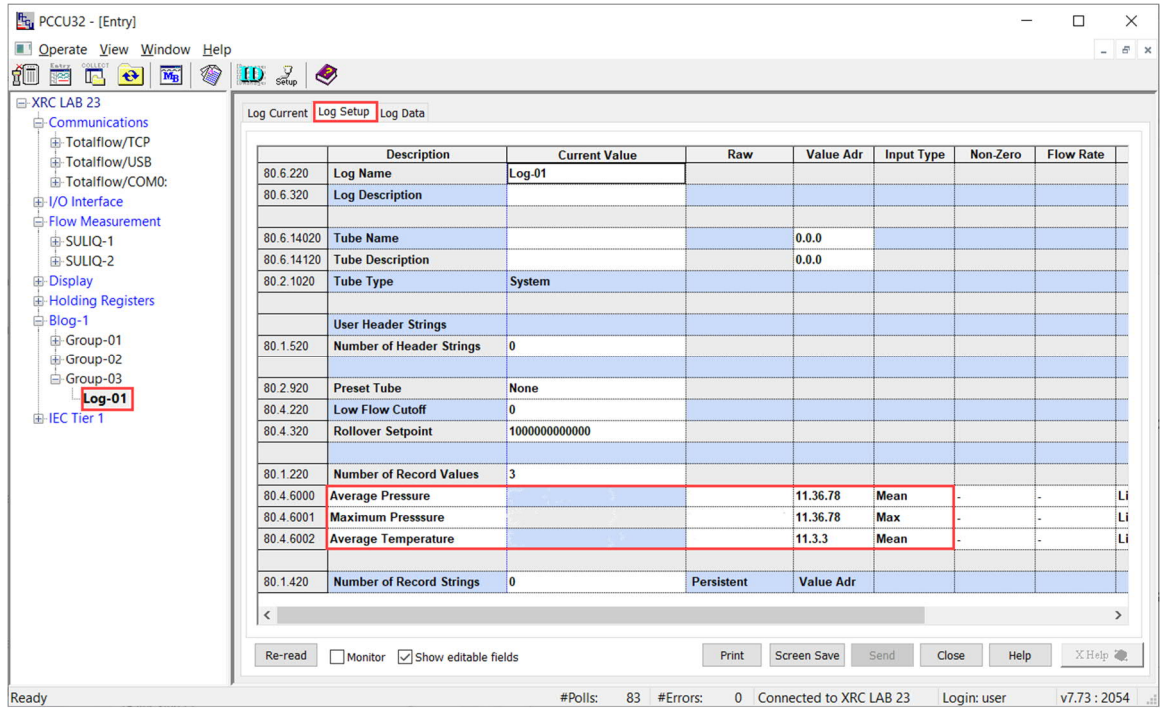 PCCU32 - [Entry]
Operate View Window Help
Entry COLLECT MB ID Setup
XRC LAB 23
Communications
Totalflow/TCP
Totalflow/USB
Totalflow/COM0:
I/O Interface
Flow Measurement
SULIQ-1
SULIQ-2
Display
Holding Registers
Blog-1
Group-01
Group-02
Group-03
Log-01
IEC Tier 1
Log Current Log Setup Log Data
Description Current Value Raw Value Adr Input Type Non-Zero Flow Rate
80.6.220 Log Name Log-01
80.6.320 Log Description
80.6.14020 Tube Name 0.0.0
80.6.14120 Tube Description 0.0.0
80.2.1020 Tube Type System
User Header Strings
80.1.520 Number of Header Strings 0
80.2.920 Preset Tube None
80.4.220 Low Flow Cutoff 0
80.4.320 Rollover Setpoint 1000000000000
80.1.220 Number of Record Values 3
80.4.6000 Average Pressure 11.36.78 Mean - - Li
80.4.6001 Maximum Presssure 11.36.78 Max - - Li
80.4.6002 Average Temperature 11.3.3 Mean - - Li
80.1.420 Number of Record Strings 0 Persistent Value Adr
Re-read Monitor Show editable fields Print Screen Save Send Close Help X Help
Ready #Polls: 83 #Errors: 0 Connected to XRC LAB 23 Login: user v7.73 : 2054